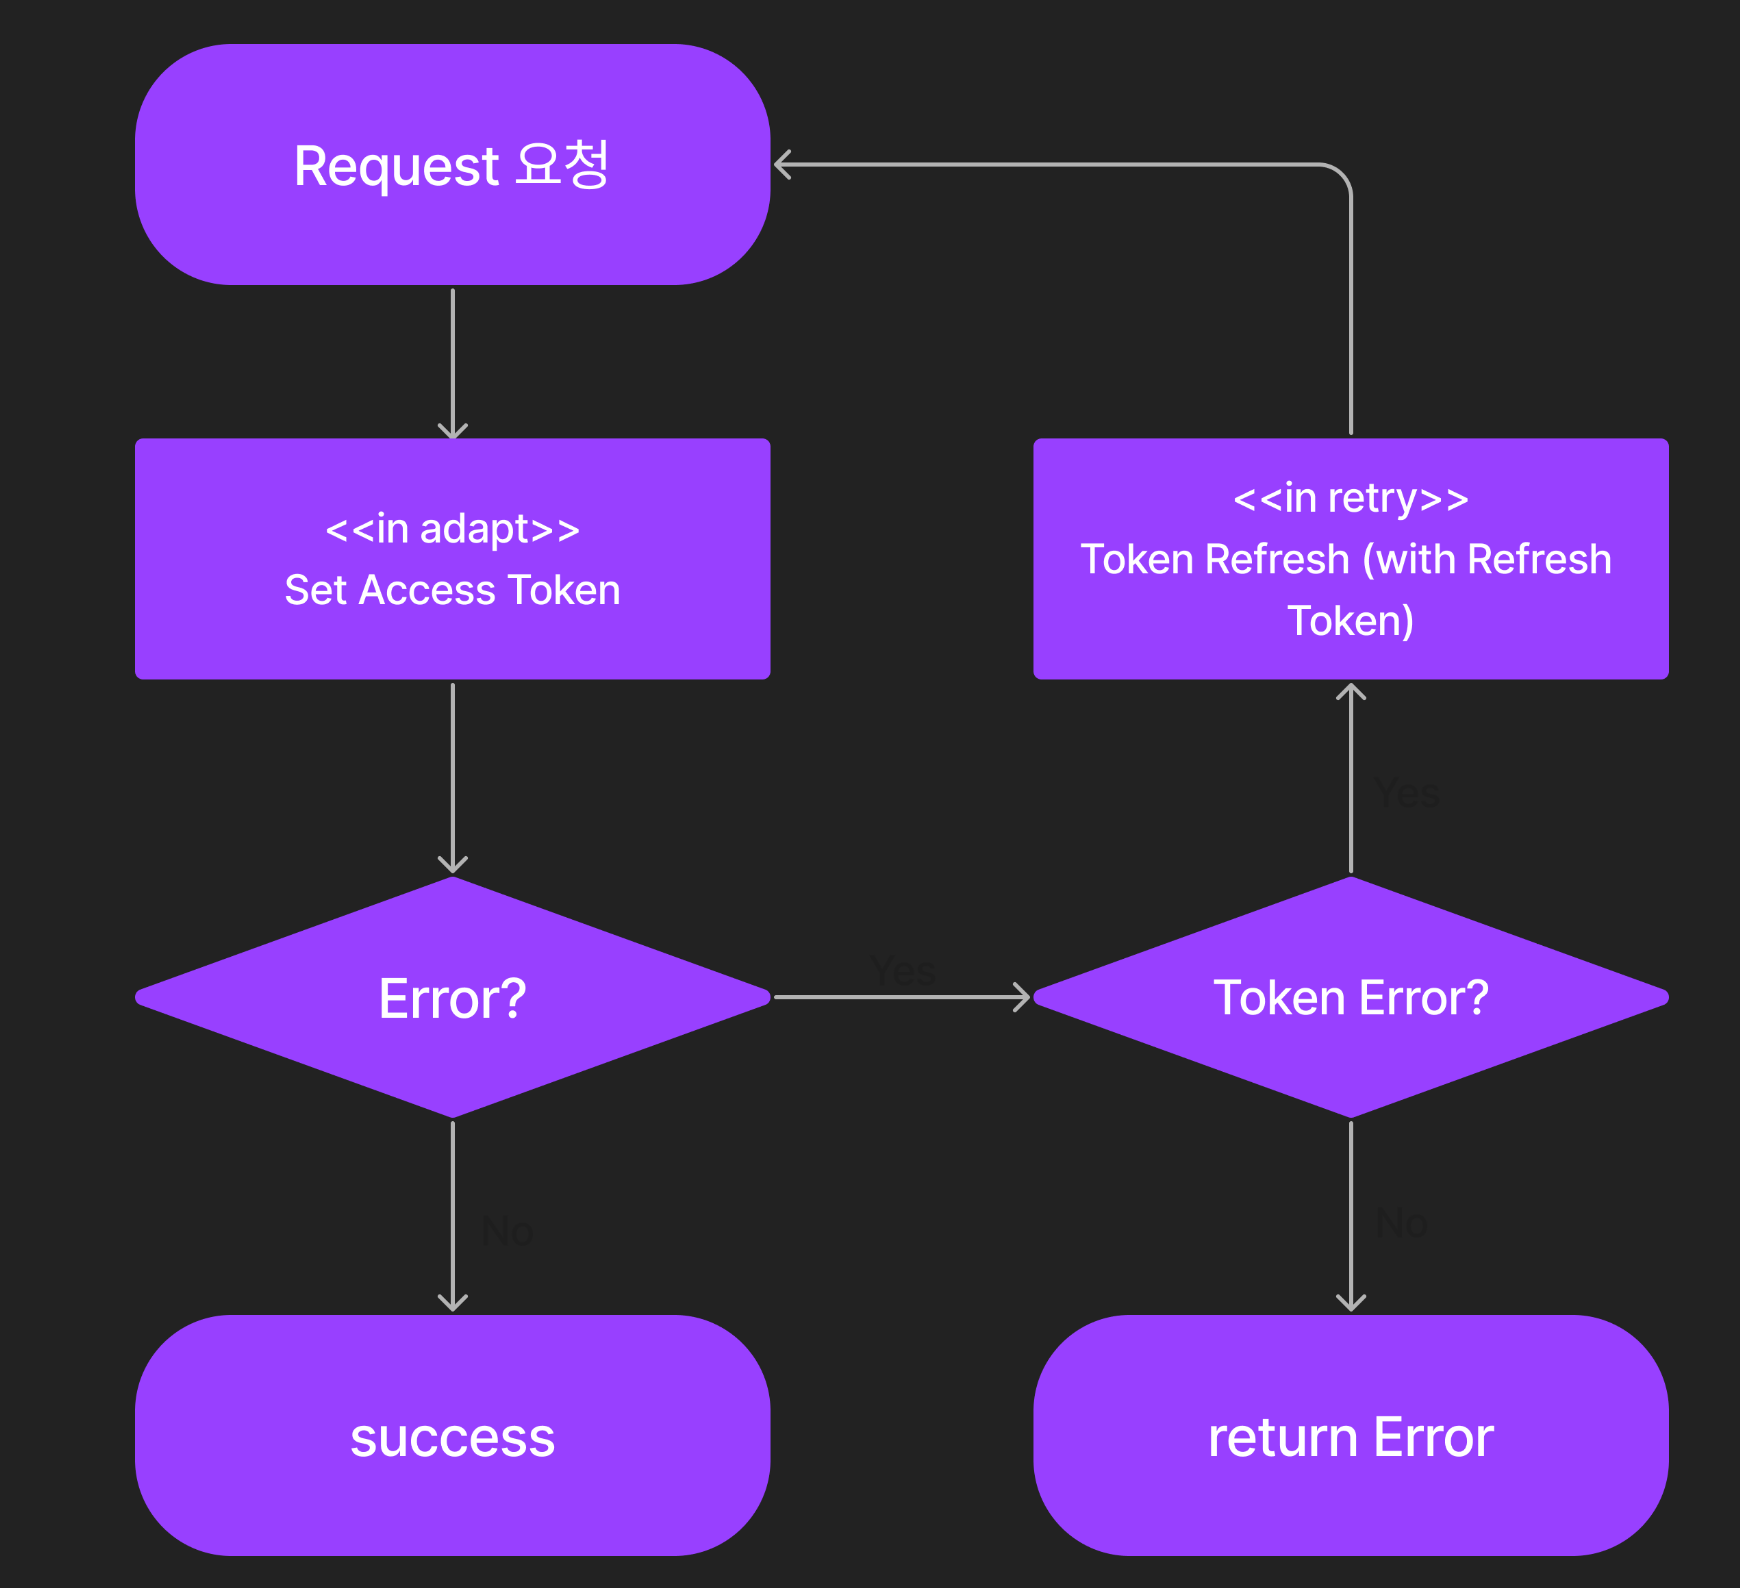 Request 요청
<<in adapt>>
Set Access Token
<<in retry>>
Token Refresh (with Refresh
Token)
Yes
Error?
Yes
Token Error?
No
No
success
return Error